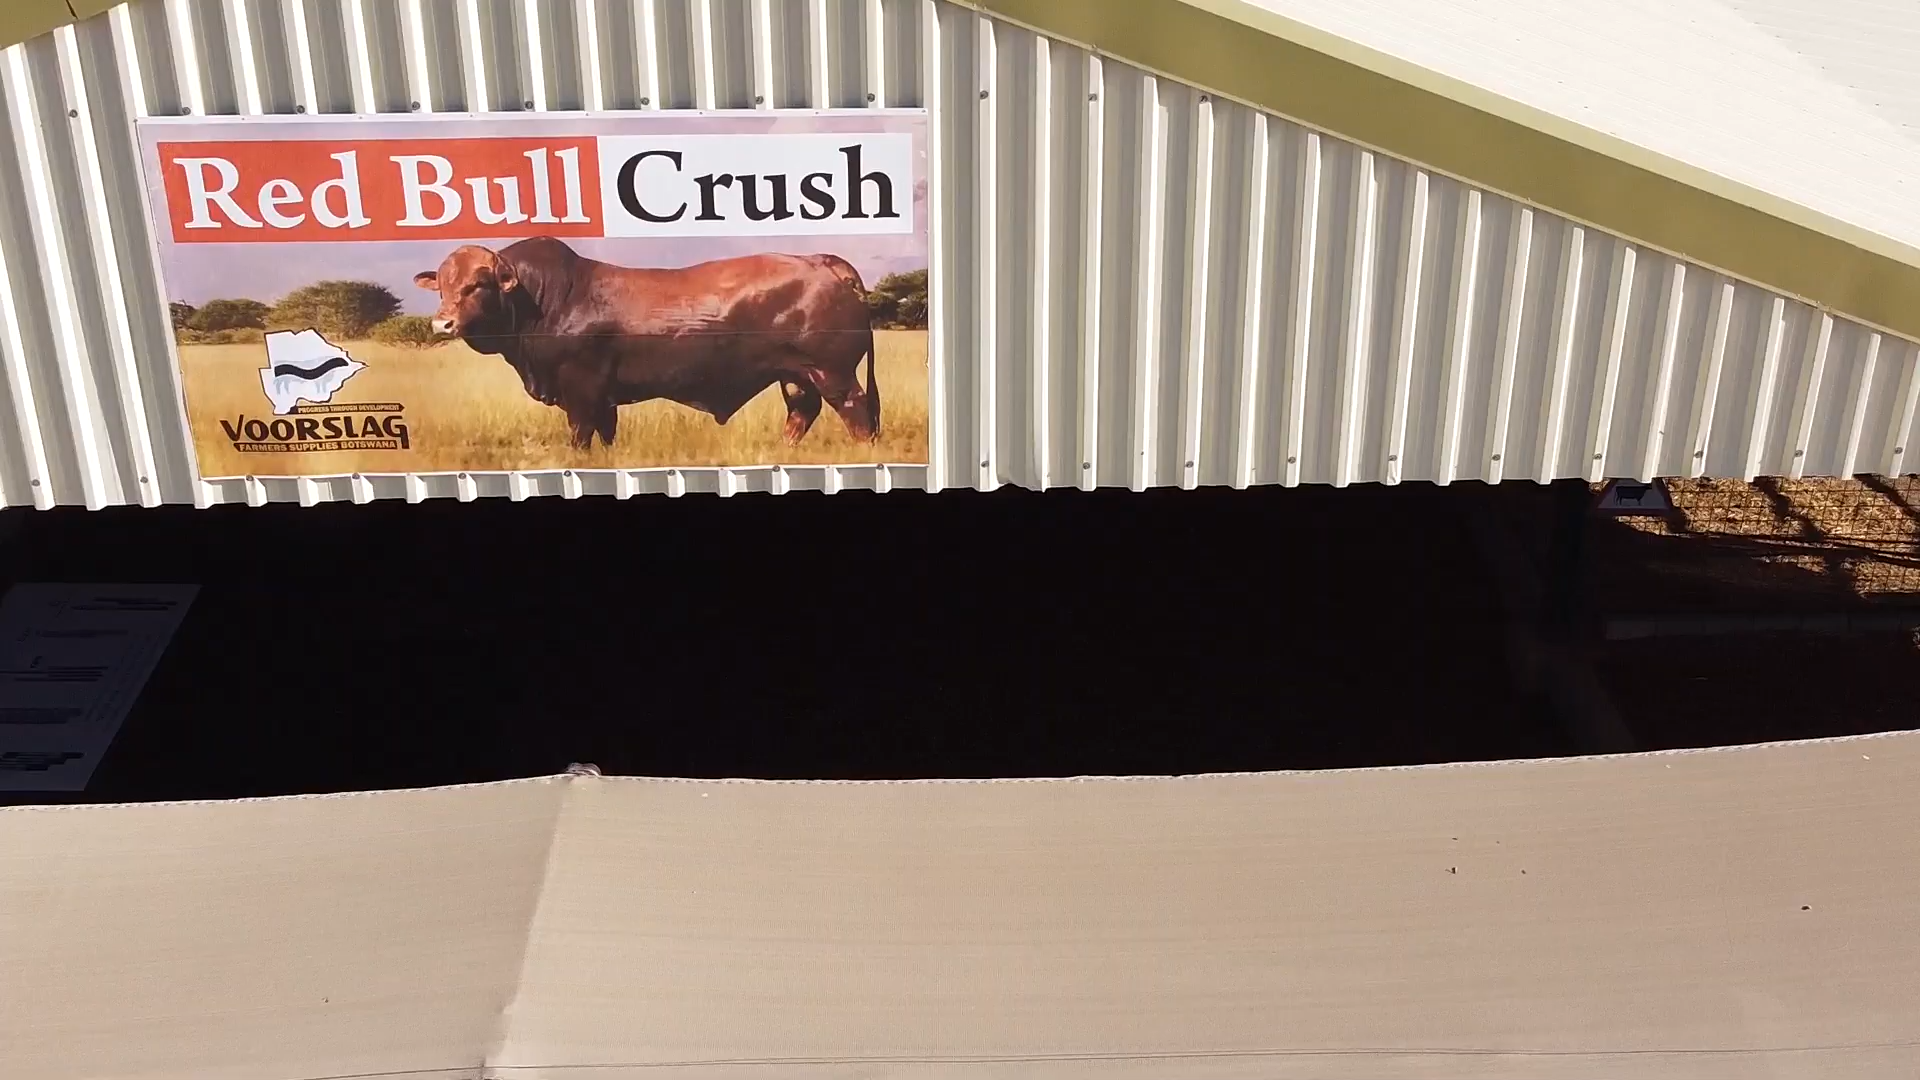 Red Bull Crush
PROGRESS THROUGH DEVELOPMENT
VOORSLAG
FARMERS SUPPLIES BOTSWANA